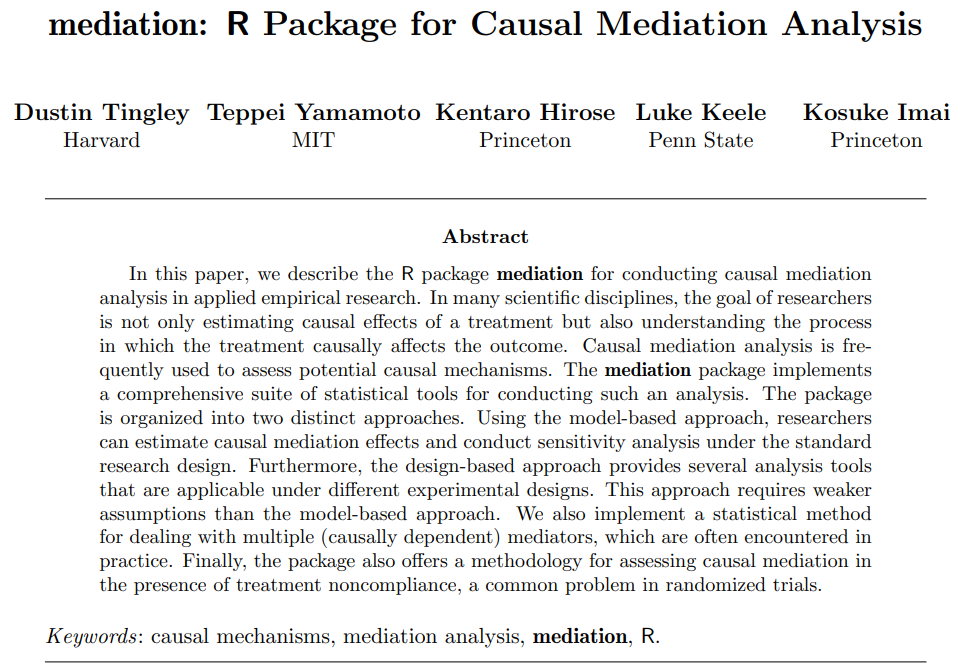 mediation: R Package for Causal Mediation Analysis
Dustin Tingley Teppei Yamamoto Kentaro Hirose Luke Keele Kosuke Imai
Harvard MIT Princeton Penn State Princeton
Abstract
In this paper, we describe the R package mediation for conducting causal mediation
analysis in applied empirical research. In many scientific disciplines, the goal of researchers
is not only estimating causal effects of a treatment but also understanding the process
in which the treatment causally affects the outcome. Causal mediation analysis is fre-
quently used to assess potential causal mechanisms. The mediation package implements
a comprehensive suite of statistical tools for conducting such an analysis. The package
is organized into two distinct approaches. Using the model-based approach, researchers
can estimate causal mediation effects and conduct sensitivity analysis under the standard
research design. Furthermore, the design-based approach provides several analysis tools
that are applicable under different experimental designs. This approach requires weaker
assumptions than the model-based approach. We also implement a statistical method
for dealing with multiple (causally dependent) mediators, which are often encountered in
practice. Finally, the package also offers a methodology for assessing causal mediation in
the presence of treatment noncompliance, a common problem in randomized trials.
Keywords: causal mechanisms, mediation analysis, mediation, R.